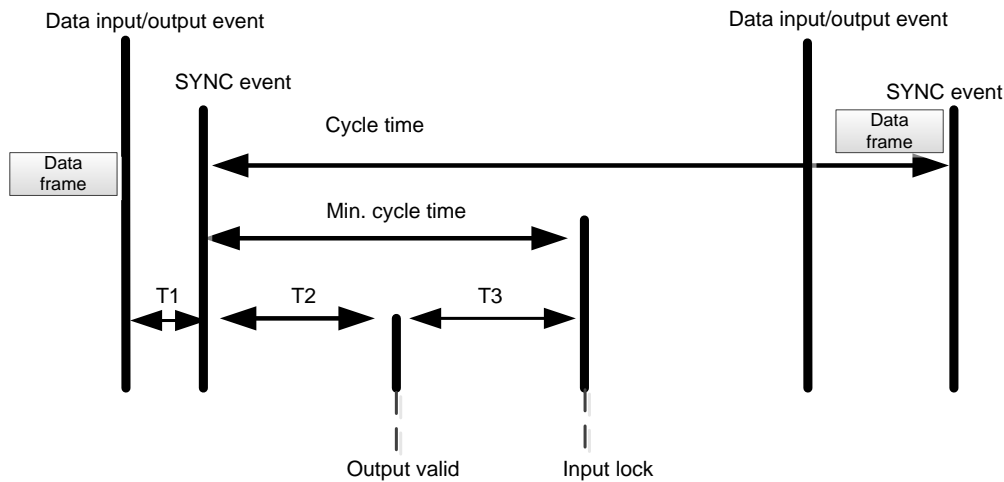 Data input/output event
Data input/output event
SYNC event
SYNC event
Cycle time
Data
frame
Data
frame
Min. cycle time
T1
T2
T3
Output valid
Input lock